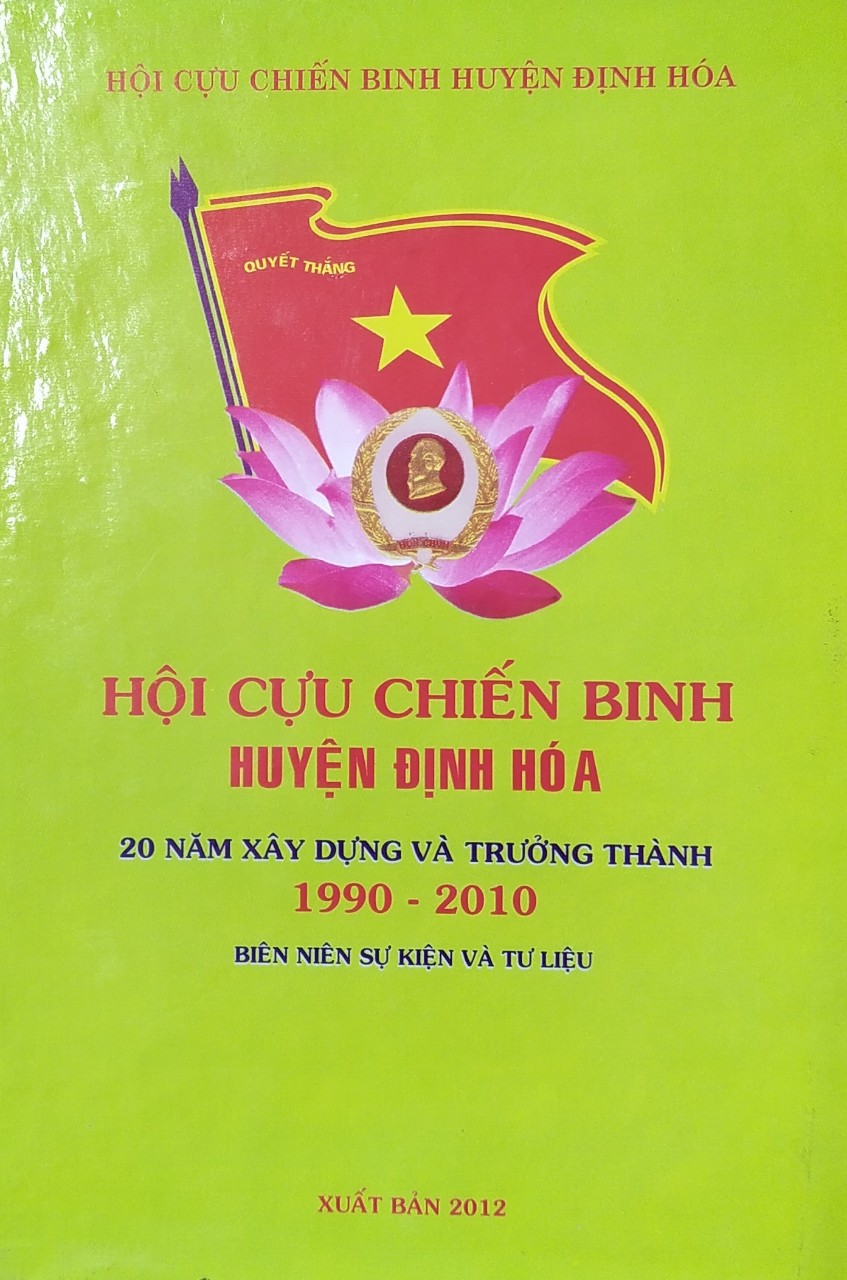 HỘI CỰU CHIẾN BINH HUYỆN ĐỊNH HÓA
QUYẾT THẮNG
HỘI CỰU CHIẾN BINH
HUYỆN ĐỊNH HÓA
20 NĂM XÂY DỰNG VÀ TRƯỞNG THÀNH
1990 - 2010
BIÊN NIÊN SỰ KIỆN VÀ TƯ LIỆU
XUẤT BẢN 2012